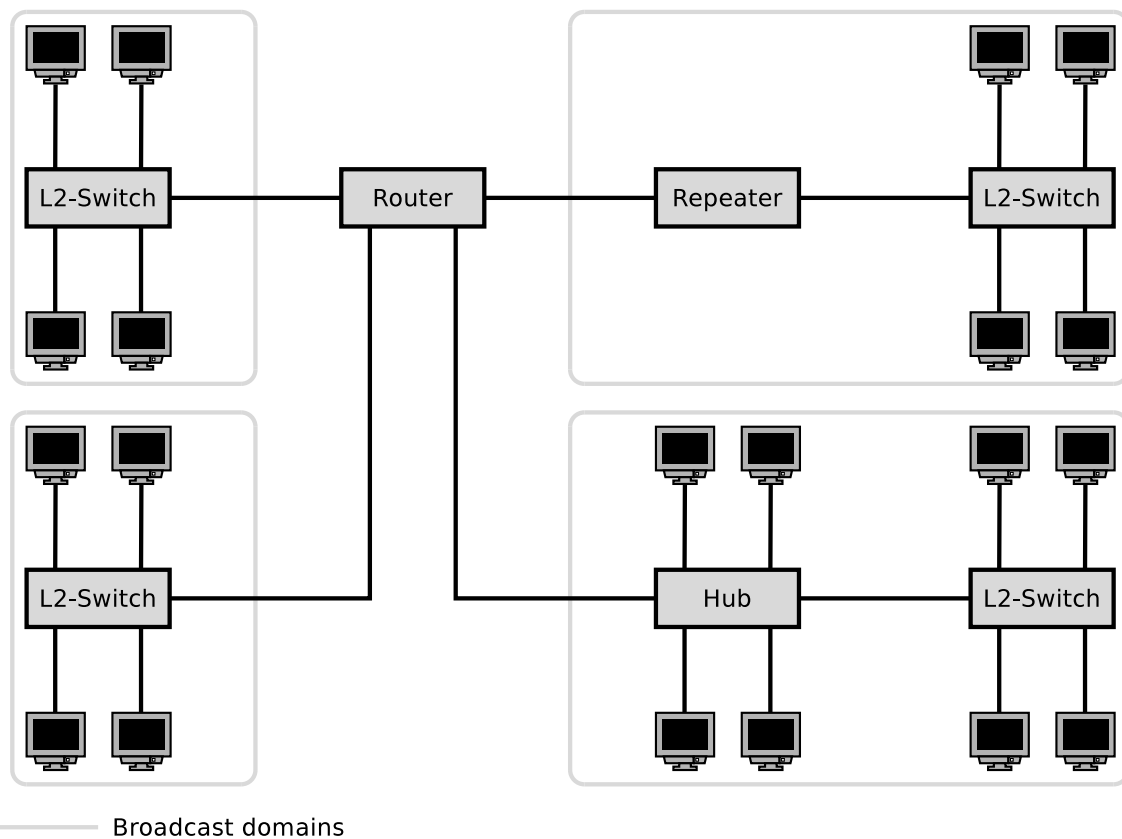 L2-Switch
Router
Repeater
L2-Switch
L2-Switch
Hub
L2-Switch
Broadcast domains